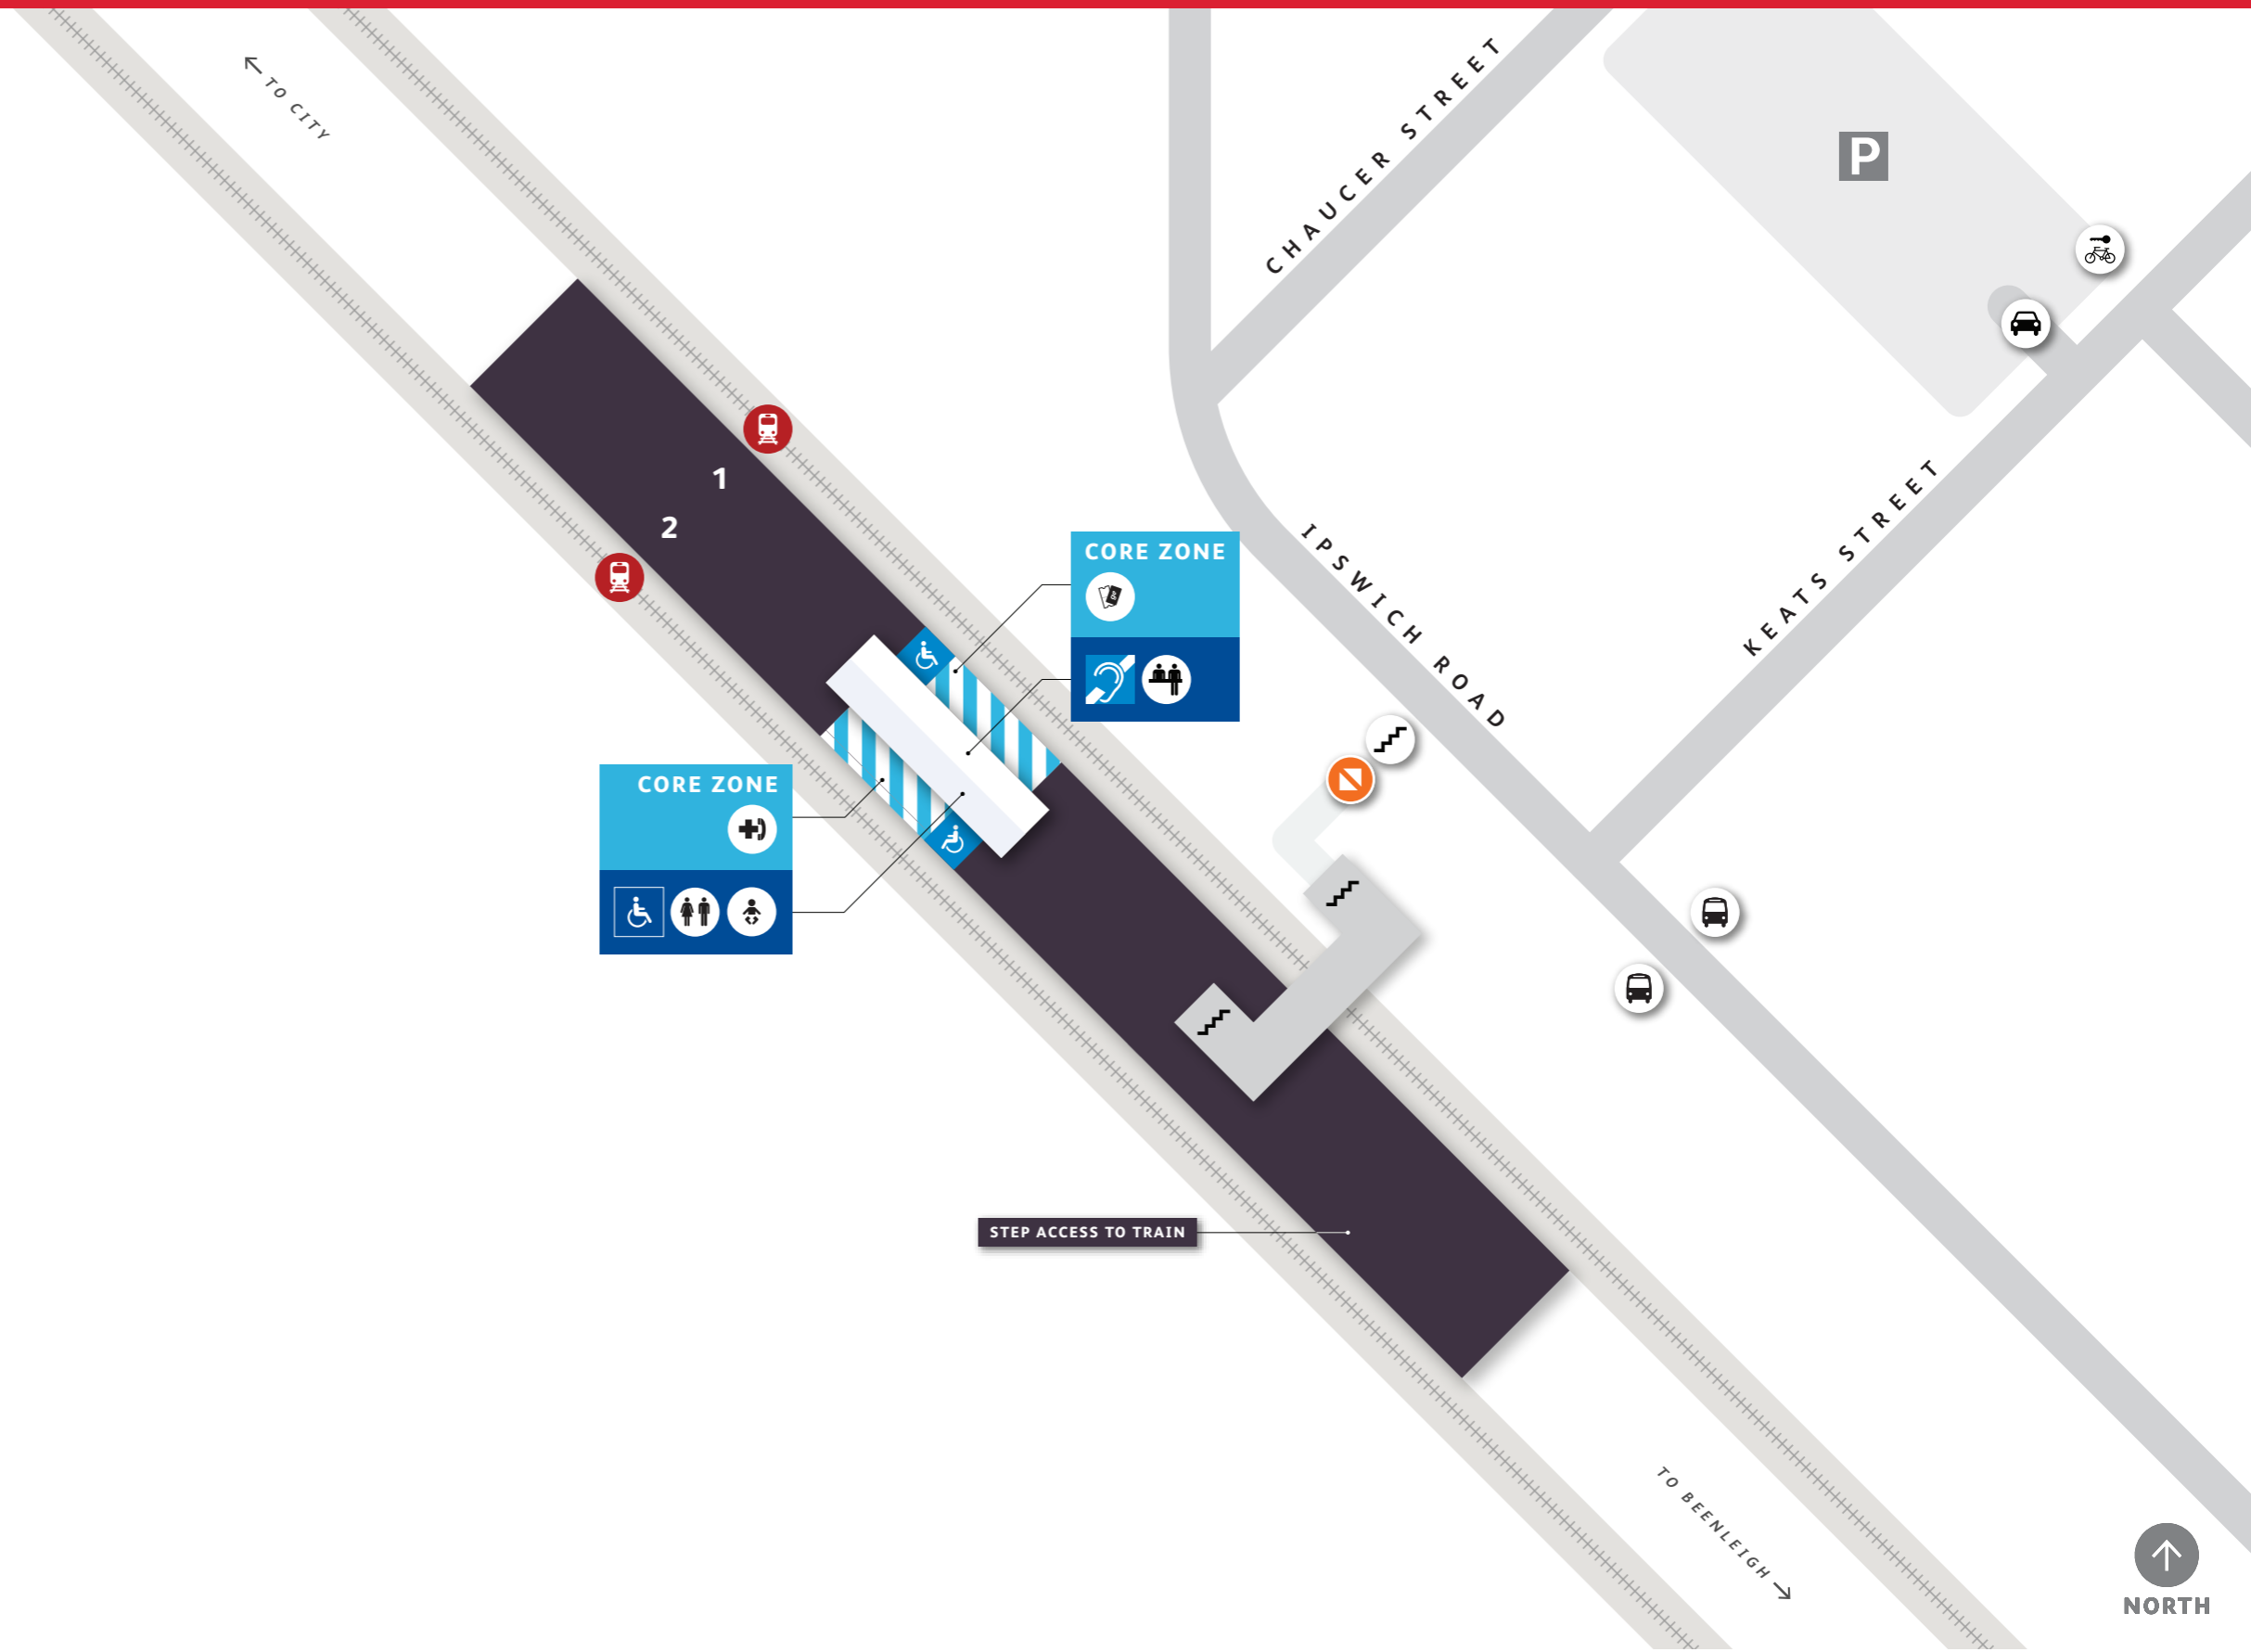 TO CITY
CHAUCER STREET
P
1
2
CORE ZONE
IPSWICH ROAD
KEATS STREET
CORE ZONE
STEP ACCESS TO TRAIN
TO BEENLEIGH
NORTH